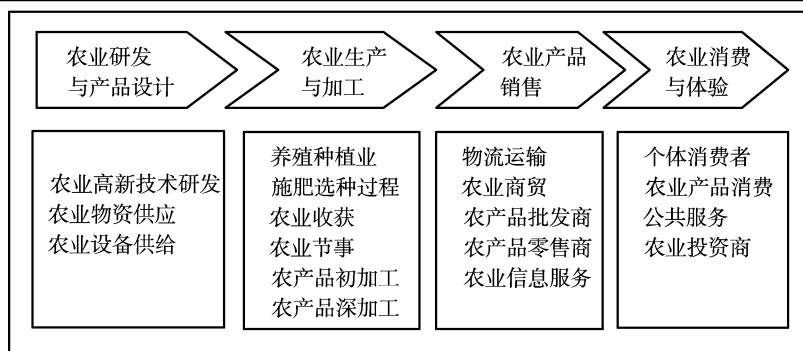 农业研发
与产品设计
农业生产
与加工
农业产品
销售
农业消费
与体验
农业高新技术研发
农业物资供应
农业设备供给
养殖种植业
施肥选种过程
农业收获
农业节事
农产品初加工
农产品深加工
物流运输
农业商贸
农产品批发商
农产品零售商
农业信息服务
个体消费者
农业产品消费
公共服务
农业投资商